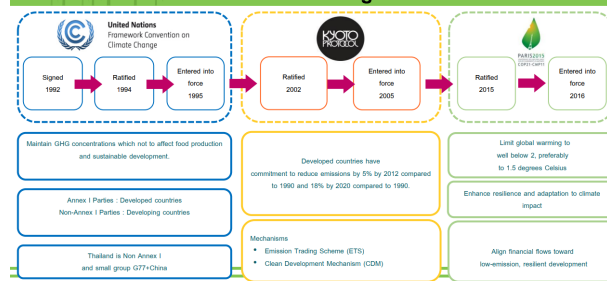 United Nations
Framework Convention on
Climate Change
Signed
1992
Ratified
1994
Entered into
force
1995
Maintain GHG concentrations which not to affect food production
and sustainable development.
Annex I Parties : Developed countries
Non-Annex I Parties : Developing countries
Thailand is Non Annex I
and small group G77+China
KYOTO
PROTOCOL
Ratified
2002
Entered into
force
2005
Developed countries have
commitment to reduce emissions by 5% by 2012 compared
to 1990 and 18% by 2020 compared to 1990.
Mechanisms
• Emission Trading Scheme (ETS)
• Clean Development Mechanism (CDM)
PARIS2015
COP21·CMP11
Ratified
2015
Entered into
force
2016
Limit global warming to
well below 2, preferably
to 1.5 degrees Celsius
Enhance resilience and adaptation to climate
impact
Align financial flows toward
low-emission, resilient development